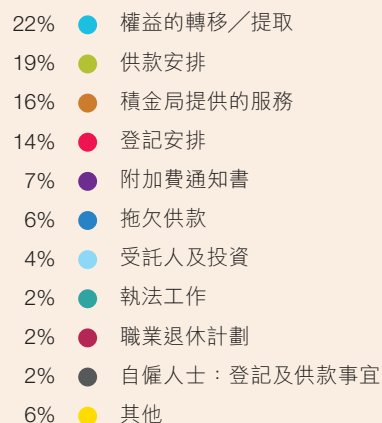 22% 權益的轉移／提取
19% 供款安排
16% 積金局提供的服務
14% 登記安排
7% 附加費通知書
6% 拖欠供款
4% 受託人及投資
2% 執法工作
2% 職業退休計劃
2% 自僱人士：登記及供款事宜
6% 其他